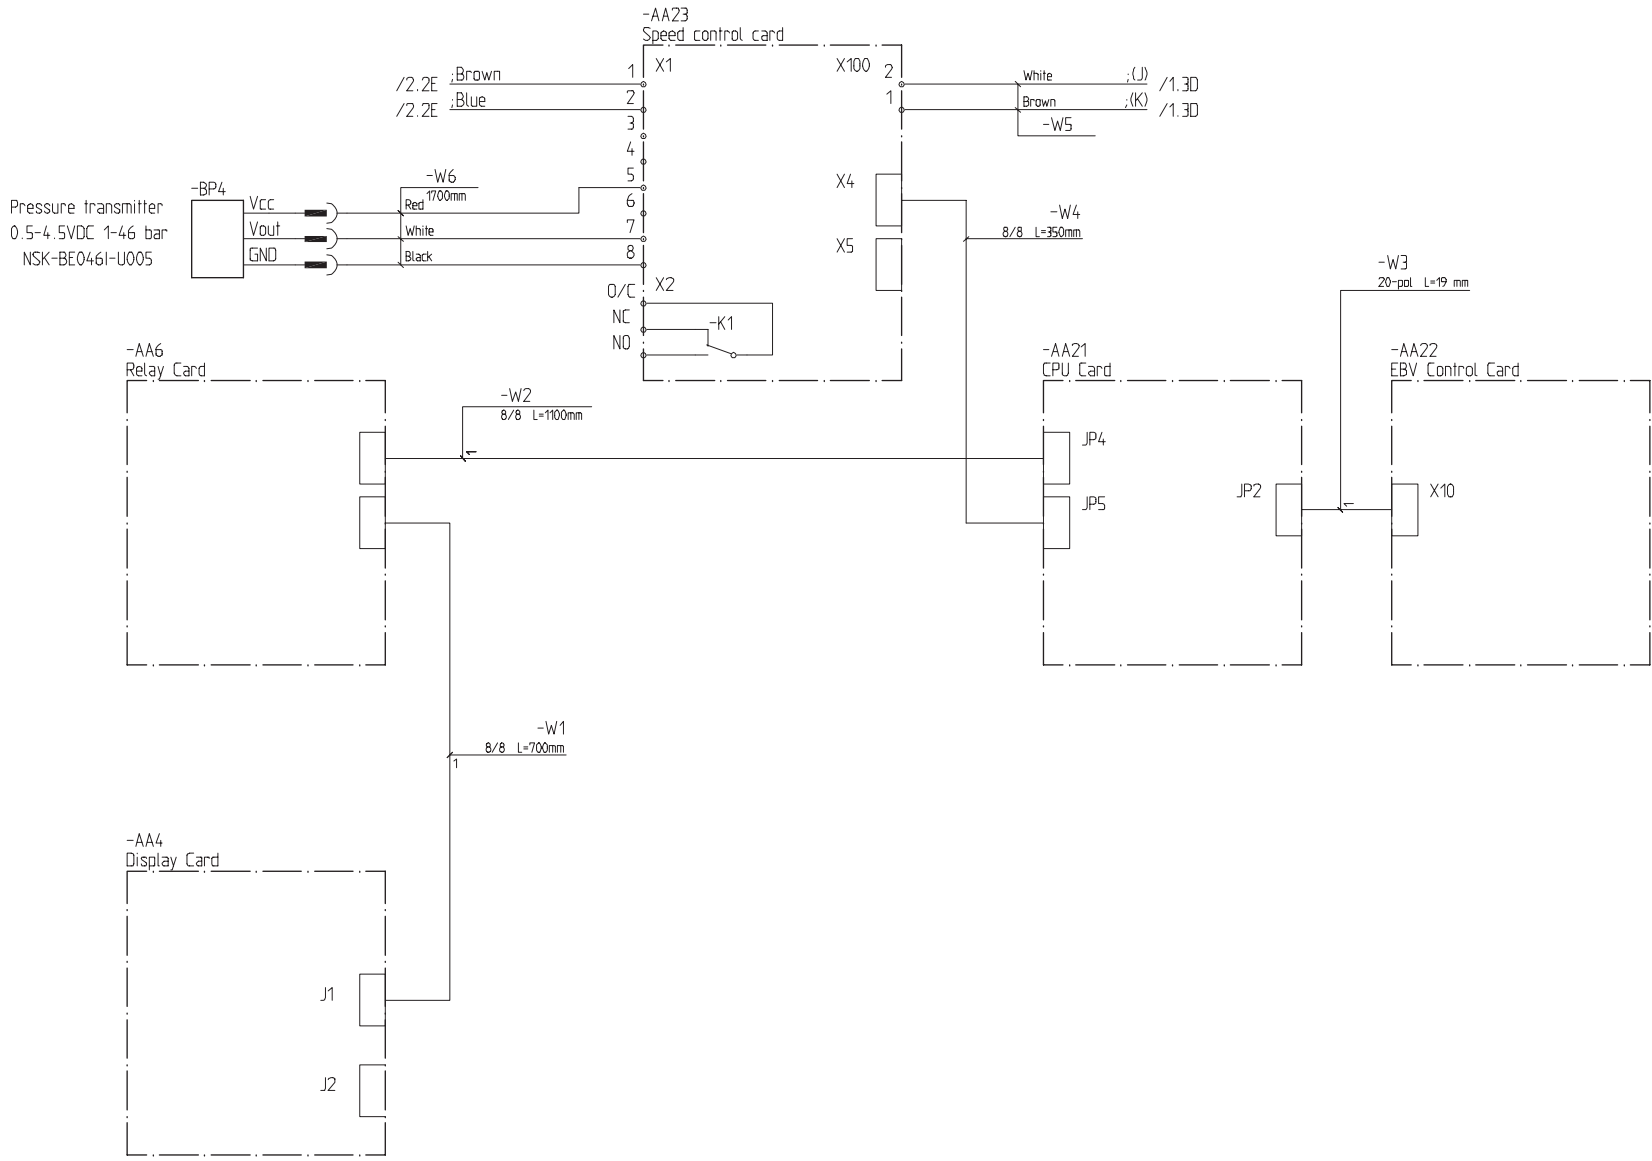 -AA23
Speed control card
1 X1 X100 2
/2.2E ;Brown White ;(J) /1.3D
2 1
/2.2E ;Blue Brown ;(K) /1.3D
3 -W5
4
-W6 5 X4
1700mm
-BP4
Pressure transmitter Vcc Red 6
0.5-4.5VDC 1-46 bar Vout White 7
NSK-BE046I-U005 GND Black 8
-W4
8/8 L=350mm
X5
X2
O/C
NC -K1
NO
-W3
20-pol L=19 mm
-AA6
Relay Card
-AA21
CPU Card
-AA22
EBV Control Card
-W2
8/8 L=1100mm
1
JP4
JP5
JP2 1 X10
-W1
8/8 L=700mm
1
-AA4
Display Card
J1
J2